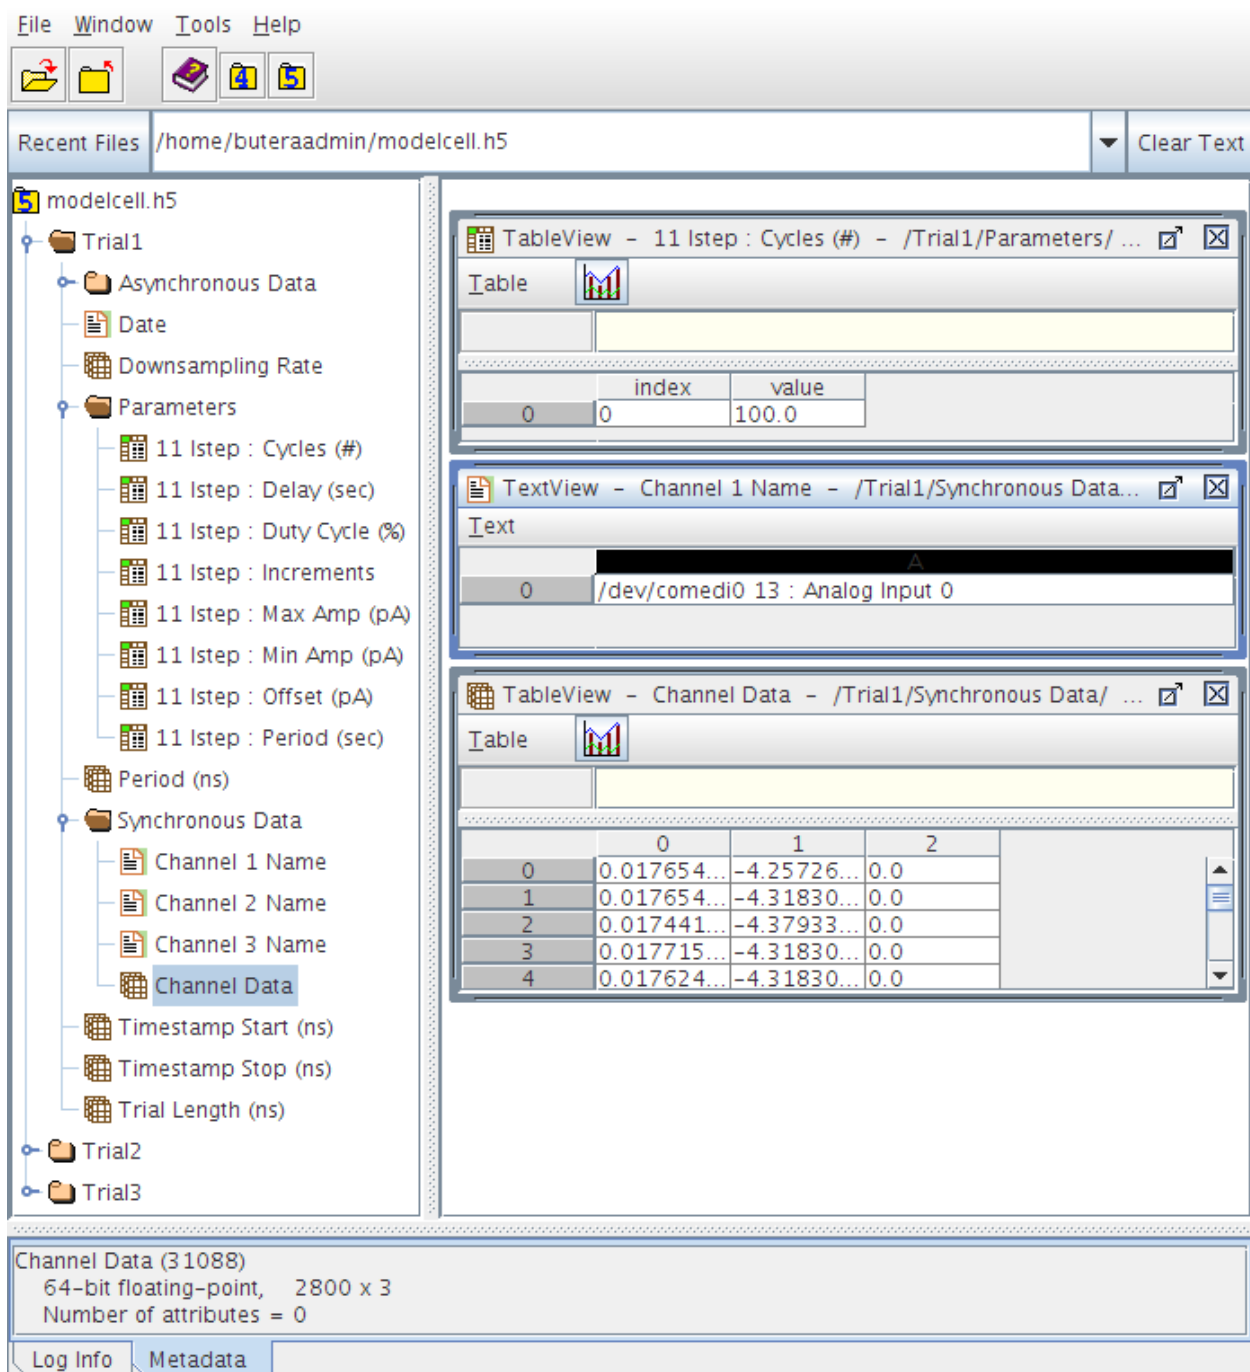 File Window Tools Help
4 5
Recent Files /home/buteraadmin/modelcell.h5 Clear Text
5 modelcell.h5
Trial1
Asynchronous Data
Date
Downsampling Rate
Parameters
11 Istep : Cycles (#)
11 Istep : Delay (sec)
11 Istep : Duty Cycle (%)
11 Istep : Increments
11 Istep : Max Amp (pA)
11 Istep : Min Amp (pA)
11 Istep : Offset (pA)
11 Istep : Period (sec)
Period (ns)
Synchronous Data
Channel 1 Name
Channel 2 Name
Channel 3 Name
Channel Data
Timestamp Start (ns)
Timestamp Stop (ns)
Trial Length (ns)
Trial2
Trial3
TableView - 11 Istep : Cycles (#) - /Trial1/Parameters/ ...
Table
index value
0 0 100.0
TextView - Channel 1 Name - /Trial1/Synchronous Data...
Text
A
0 /dev/comedi0 13 : Analog Input 0
TableView - Channel Data - /Trial1/Synchronous Data/ ...
Table
0 1 2
0 0.017654... -4.25726... 0.0
1 0.017654... -4.31830... 0.0
2 0.017441... -4.37933... 0.0
3 0.017715... -4.31830... 0.0
4 0.017624... -4.31830... 0.0
Channel Data (31088)
64-bit floating-point, 2800 x 3
Number of attributes = 0
Log Info Metadata